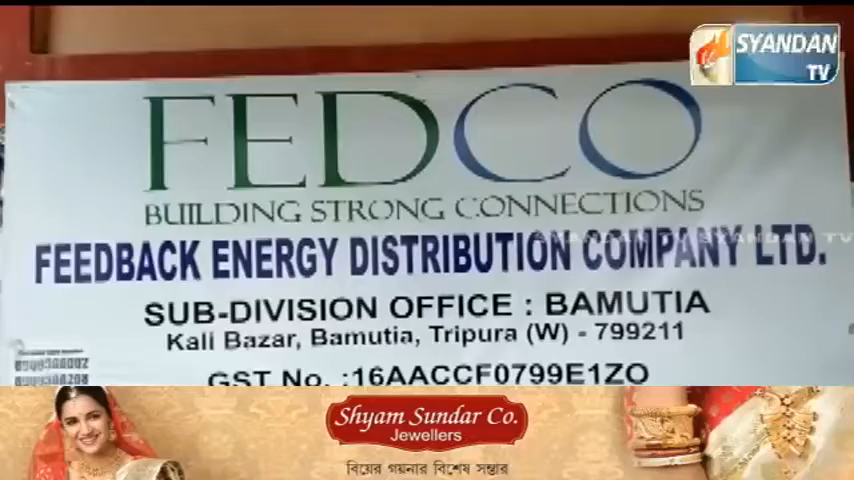 SYANDAN
TV
FEDCO
BUILDING STRONG CONNECTIONS
FEEDBACK ENERGY DISTRIBUTION COMPANY LTD.
SUB-DIVISION OFFICE : BAMUTIA
Kali Bazar, Bamutia, Tripura (W) - 799211
GST No. :16AACCF0799E1ZO
Shyam Sundar Co.
Jewellers
বিয়ের গয়নার বিশেষ সম্ভার